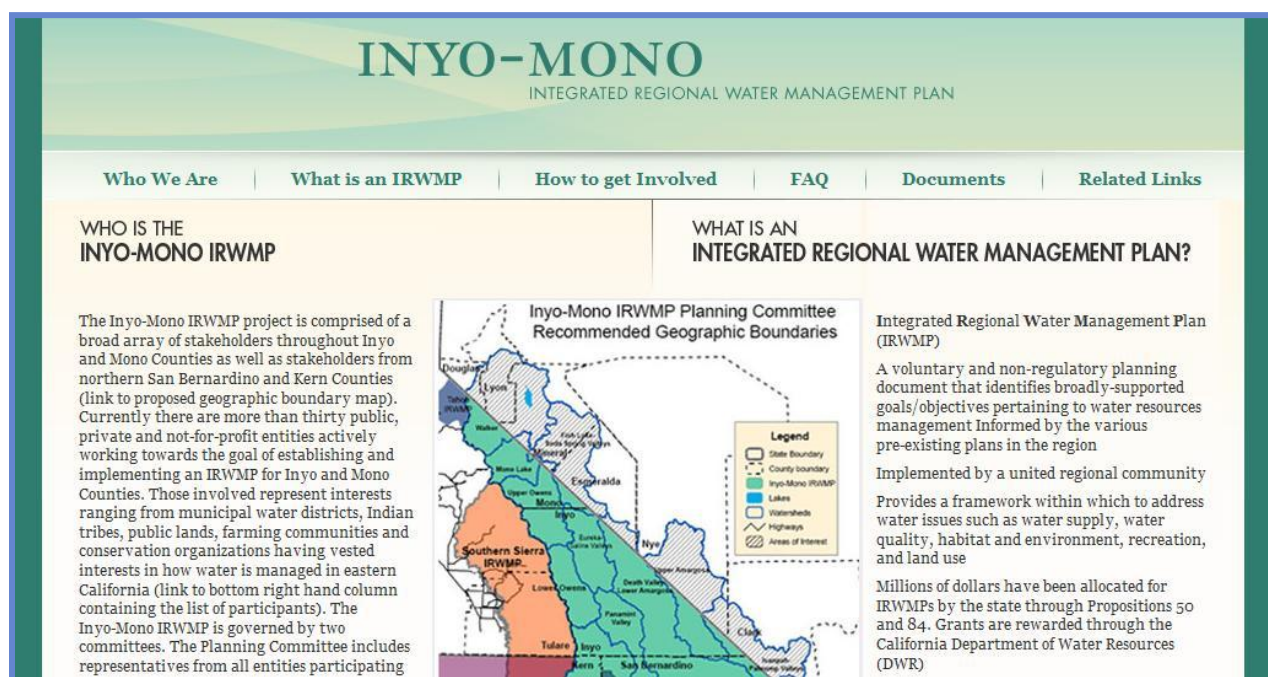 INYO-MONO
INTEGRATED REGIONAL WATER MANAGEMENT PLAN
Who We Are
What is an IRWMP
How to get Involved
FAQ
Documents
Related Links
WHO IS THE
INYO-MONO IRWMP
The Inyo-Mono IRWMP project is comprised of a
broad array of stakeholders throughout Inyo
and Mono Counties as well as stakeholders from
northern San Bernardino and Kern Counties
(link to proposed geographic boundary map).
Currently there are more than thirty public,
private and not-for-profit entities actively
working towards the goal of establishing and
implementing an IRWMP for Inyo and Mono
Counties. Those involved represent interests
ranging from municipal water districts, Indian
tribes, public lands, farming communities and
conservation organizations having vested
interests in how water is managed in eastern
California (link to bottom right hand column
containing the list of participants). The
Inyo-Mono IRWMP is governed by two
committees. The Planning Committee includes
representatives from all entities participating
Inyo-Mono IRWMP Planning Committee
Recommended Geographic Boundaries
Douglas
Lyon
Tahoe
IRWMP
Walker
Mineral
Mono Lake
Esmeralda
Upper Owens
Mono
Inyo
Nye
Southern Sierra
IRWMP
Upper Amargosa
Lower Owens
Death Valley
Lower Amargosa
Panamint
Valley
Clark
Tulare
Inyo
Kern
San Bernardino
Legend
State Boundary
County boundary
Inyo-Mono IRWMP
Lakes
Watersheds
Highways
Areas of Interest
WHAT IS AN
INTEGRATED REGIONAL WATER MANAGEMENT PLAN?
Integrated Regional Water Management Plan
(IRWMP)
A voluntary and non-regulatory planning
document that identifies broadly-supported
goals/objectives pertaining to water resources
management Informed by the various
pre-existing plans in the region
Implemented by a united regional community
Provides a framework within which to address
water issues such as water supply, water
quality, habitat and environment, recreation,
and land use
Millions of dollars have been allocated for
IRWMPs by the state through Propositions 50
and 84. Grants are rewarded through the
California Department of Water Resources
(DWR)